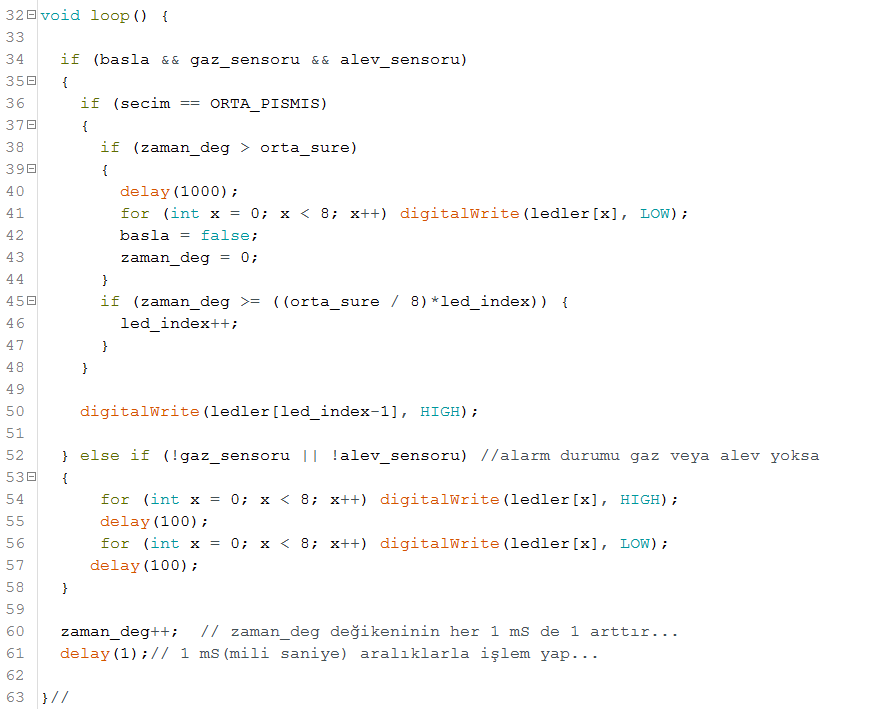 32 void loop() {
33
34 if (basla && gaz_sensoru && alev_sensoru)
35 {
36 if (secim == ORTA_PISMIS)
37 {
38 if (zaman_deg > orta_sure)
39 {
40 delay(1000);
41 for (int x = 0; x < 8; x++) digitalWrite(ledler[x], LOW);
42 basla = false;
43 zaman_deg = 0;
44 }
45 if (zaman_deg >= ((orta_sure / 8)*led_index)) {
46 led_index++;
47 }
48 }
49
50 digitalWrite(ledler[led_index-1], HIGH);
51
52 } else if (!gaz_sensoru || !alev_sensoru) //alarm durumu gaz veya alev yoksa
53 {
54 for (int x = 0; x < 8; x++) digitalWrite(ledler[x], HIGH);
55 delay(100);
56 for (int x = 0; x < 8; x++) digitalWrite(ledler[x], LOW);
57 delay(100);
58 }
59
60 zaman_deg++; // zaman_deg değikeninin her 1 mS de 1 arttır...
61 delay(1);// 1 mS(mili saniye) aralıklarla işlem yap...
62
63 }//